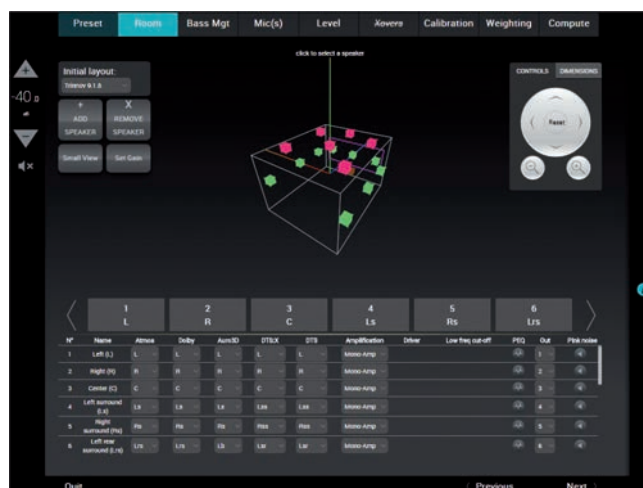 Preset Room Bass Mgt Mic(s) Level Xovers Calibration Weighting Compute
click to select a speaker
Initial layout:
Trinnov 9.1.6
+ ADD SPEAKER
X REMOVE SPEAKER
Small View
Set Gain
-40
CONTROLS DIMENSIONS
Reset
1 2 3 4 5 6
L R C Ls Rs Lrs
N° Name Atmos Dolby Auro3D DTS:X DTS Amplification Driver Low freq cut-off PEQ Out Pink noise
1 Left (L) L L L L L Mono-Amp 1
2 Right (R) R R R R R Mono-Amp 2
3 Center (C) C C C C C Mono-Amp 3
4 Left surround (Ls) Ls Ls Ls Lss Lss Mono-Amp 4
5 Right surround (Rs) Rs Rs Rs Rss Rss Mono-Amp 5
6 Left rear surround (Lrs) Lrs Lrs Lb Lsr Lsr Mono-Amp 6
Quit Previous Next